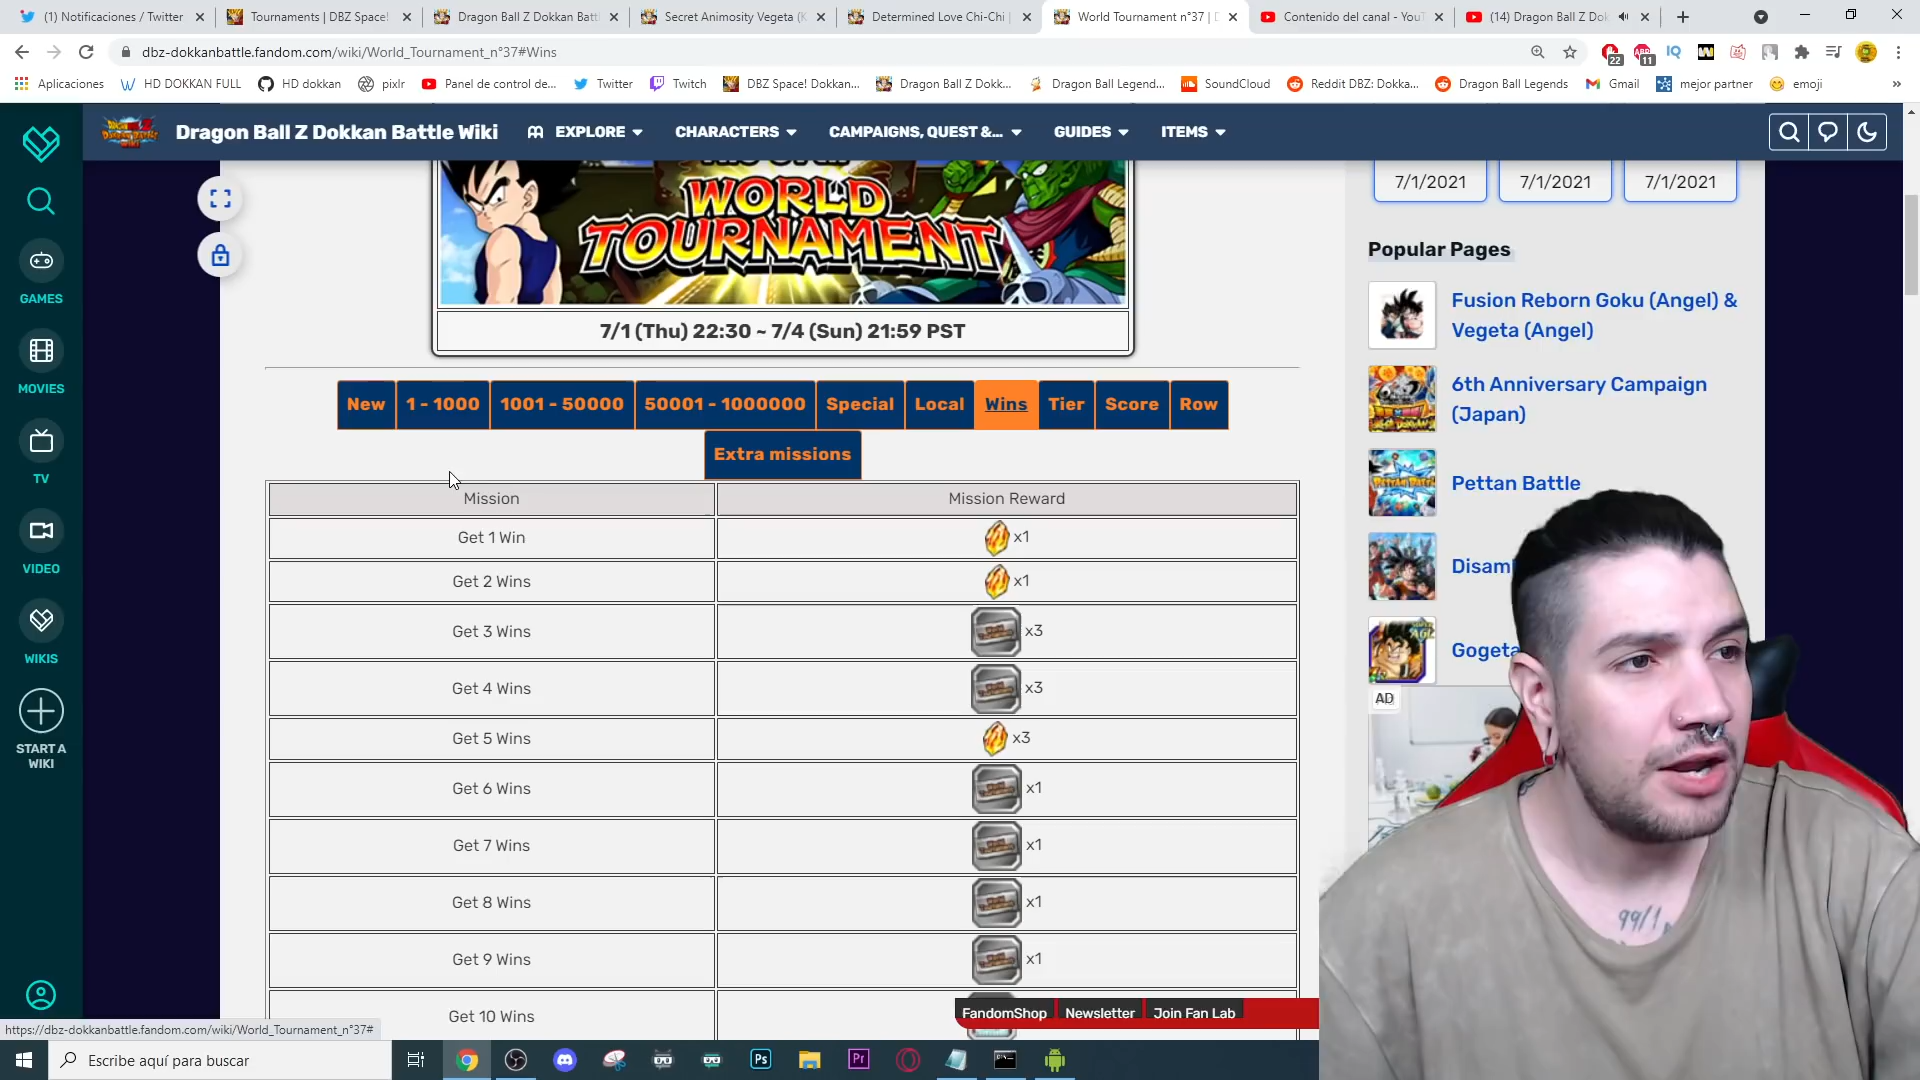 (1) Notificaciones / Twitter
Tournaments | DBZ Space!
Dragon Ball Z Dokkan Battl
Secret Animosity Vegeta (K
Determined Love Chi-Chi |
World Tournament n°37 | D
Contenido del canal - YouT
(14) Dragon Ball Z Dok
dbz-dokkanbattle.fandom.com/wiki/World_Tournament_n°37#Wins
22
11
Aplicaciones
HD DOKKAN FULL
HD dokkan
pixlr
Panel de control de...
Twitter
Twitch
DBZ Space! Dokkan...
Dragon Ball Z Dokk...
Dragon Ball Legend...
SoundCloud
Reddit DBZ: Dokka...
Dragon Ball Legends
Gmail
mejor partner
emoji
Dragon Ball Z Dokkan Battle Wiki
EXPLORE
CHARACTERS
CAMPAIGNS, QUEST &...
GUIDES
ITEMS
GAMES
MOVIES
TV
VIDEO
WIKIS
START A
WIKI
WORLD
TOURNAMENT
7/1 (Thu) 22:30 ~ 7/4 (Sun) 21:59 PST
New
1 - 1000
1001 - 50000
50001 - 1000000
Special
Local
Wins
Tier
Score
Row
Extra missions
Mission
Mission Reward
Get 1 Win
x1
Get 2 Wins
x1
Get 3 Wins
x3
Get 4 Wins
x3
Get 5 Wins
x3
Get 6 Wins
x1
Get 7 Wins
x1
Get 8 Wins
x1
Get 9 Wins
x1
Get 10 Wins
7/1/2021
7/1/2021
7/1/2021
Popular Pages
Fusion Reborn Goku (Angel) &
Vegeta (Angel)
6th Anniversary Campaign
(Japan)
Pettan Battle
Disam
Gogeta
AD
99/1
FandomShop
Newsletter
Join Fan Lab
https://dbz-dokkanbattle.fandom.com/wiki/World_Tournament_n°37#
Escribe aquí para buscar
Ps
Pr